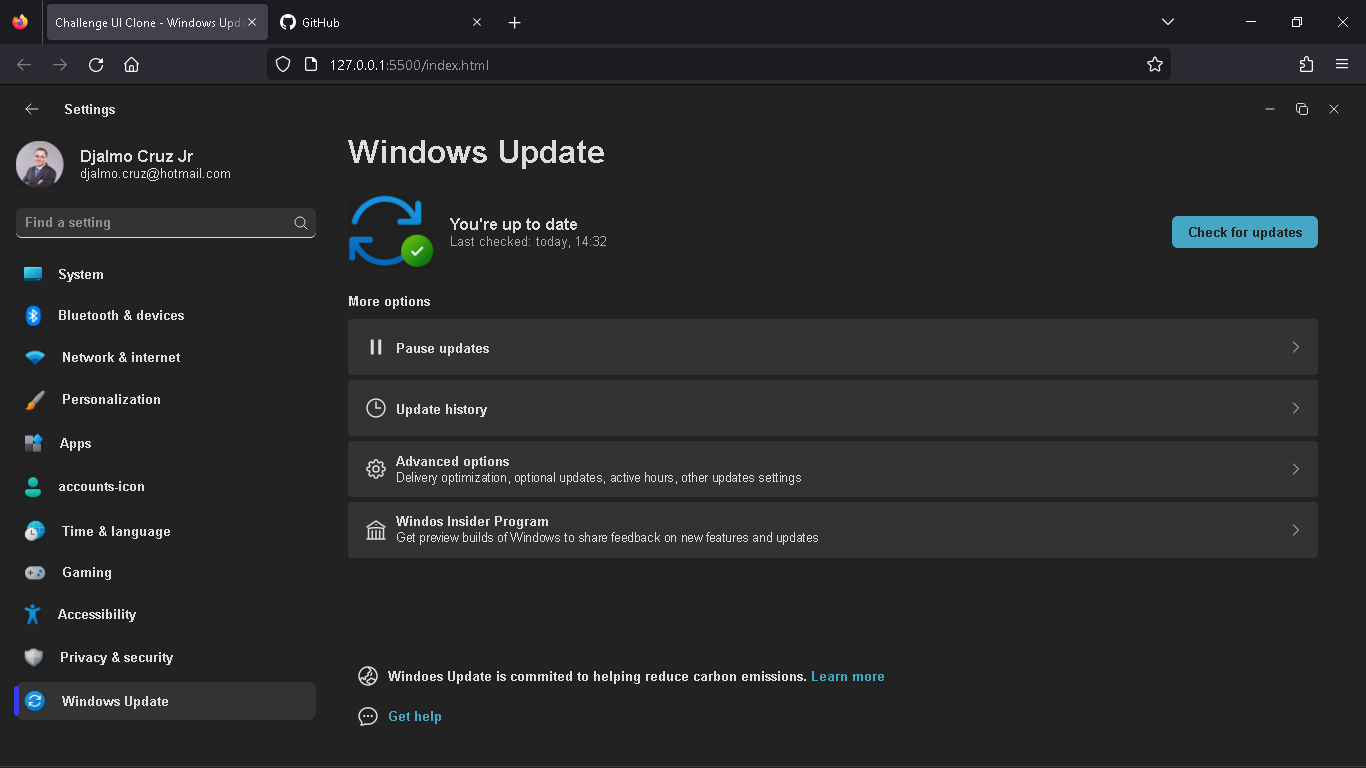 Challenge UI Clone - Windows Upda
GitHub
127.0.0.1:5500/index.html
Settings
Djalmo Cruz Jr
djalmo.cruz@hotmail.com
Find a setting
System
Bluetooth & devices
Network & internet
Personalization
Apps
accounts-icon
Time & language
Gaming
Accessibility
Privacy & security
Windows Update
Windows Update
You're up to date
Last checked: today, 14:32
Check for updates
More options
Pause updates
Update history
Advanced options
Delivery optimization, optional updates, active hours, other updates settings
Windos Insider Program
Get preview builds of Windows to share feedback on new features and updates
Windoes Update is commited to helping reduce carbon emissions. Learn more
Get help